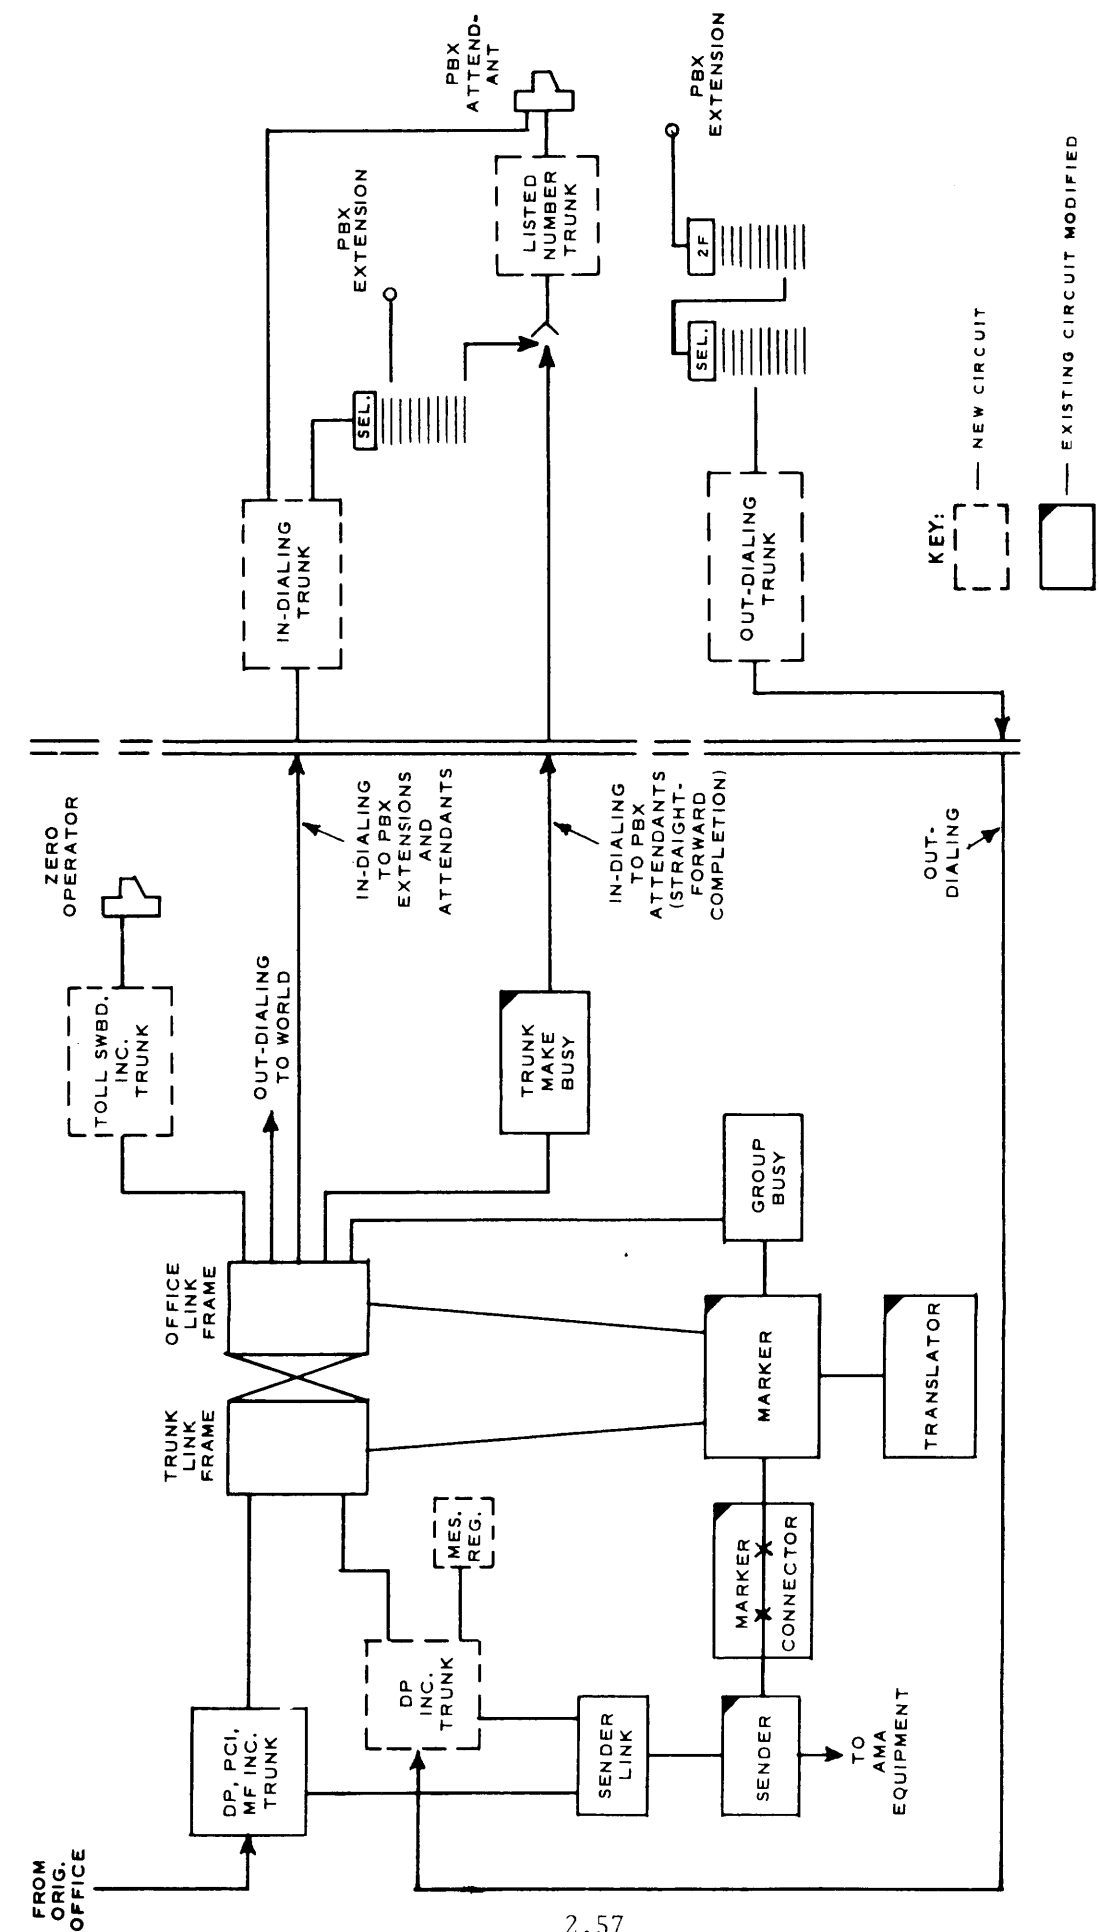 FROM
ORIG.
OFFICE
DP, PCI,
MF INC.
TRUNK
DP
INC.
TRUNK
MES.
REG.
SENDER
LINK
SENDER
TO
AMA
EQUIPMENT
MARKER
CONNECTOR
TRUNK
LINK
FRAME
OFFICE
LINK
FRAME
MARKER
TRANSLATOR
GROUP
BUSY
TOLL SWBD.
INC.
TRUNK
ZERO
OPERATOR
OUT-DIALING
TO WORLD
TRUNK
MAKE
BUSY
IN-DIALING
TO PBX
EXTENSIONS
AND
ATTENDANTS
IN-DIALING
TO PBX
ATTENDANTS
(STRAIGHT-
FORWARD
COMPLETION)
OUT-
DIALING
IN-DIALING
TRUNK
SEL.
PBX
EXTENSION
LISTED
NUMBER
TRUNK
PBX
ATTEND-
ANT
OUT-DIALING
TRUNK
SEL.
2F
PBX
EXTENSION
KEY:
NEW CIRCUIT
EXISTING CIRCUIT MODIFIED
2.57